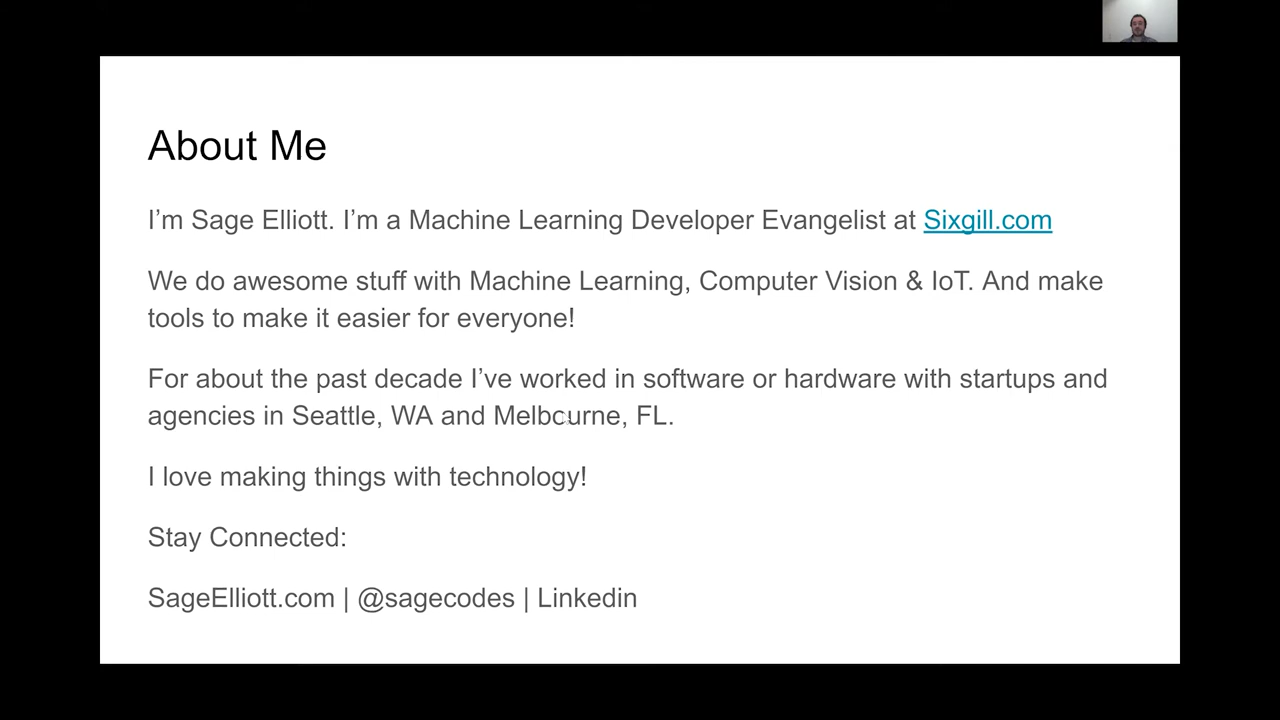 About Me
I’m Sage Elliott. I’m a Machine Learning Developer Evangelist at Sixgill.com
We do awesome stuff with Machine Learning, Computer Vision & IoT. And make
tools to make it easier for everyone!
For about the past decade I’ve worked in software or hardware with startups and
agencies in Seattle, WA and Melbourne, FL.
I love making things with technology!
Stay Connected:
SageElliott.com | @sagecodes | Linkedin